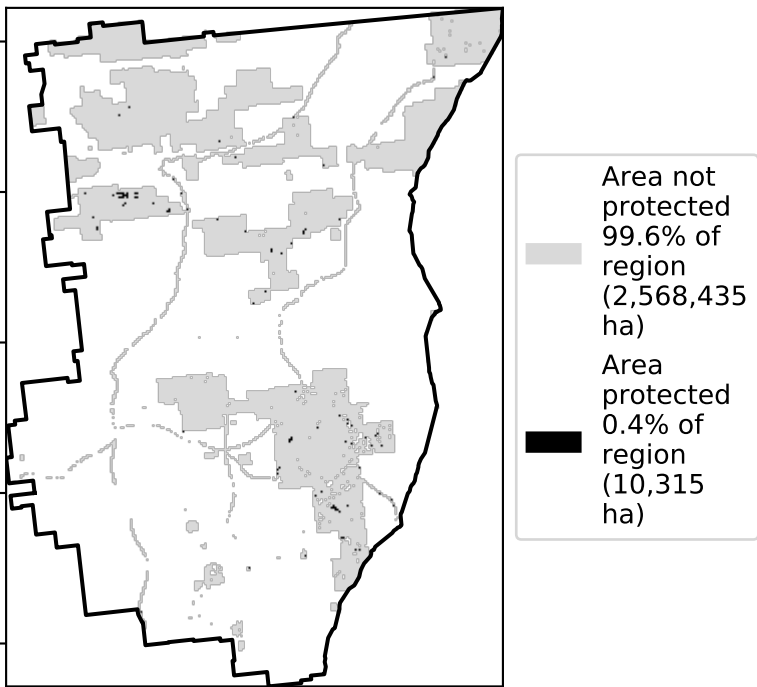 Area not
protected
99.6% of
region
(2,568,435
ha)
Area
protected
0.4% of
region
(10,315
ha)